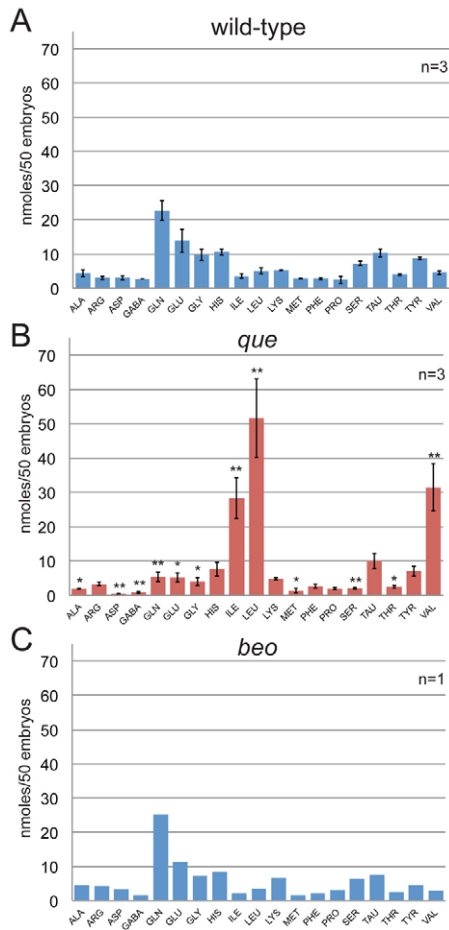 A
wild-type
n=3
nmoles/50 embryos
70
60
50
40
30
20
10
0
ALA ARG ASP GABA GLN GLU GLY HIS ILE LEU LYS MET PHE PRO SER TAU THR TYR VAL
B
que
n=3
nmoles/50 embryos
70
60
50
40
30
20
10
0
* ** ** ** * * ** ** * ** * **
ALA ARG ASP GABA GLN GLU GLY HIS ILE LEU LYS MET PHE PRO SER TAU THR TYR VAL
C
beo
n=1
nmoles/50 embryos
70
60
50
40
30
20
10
0
ALA ARG ASP GABA GLN GLU GLY HIS ILE LEU LYS MET PHE PRO SER TAU THR TYR VAL